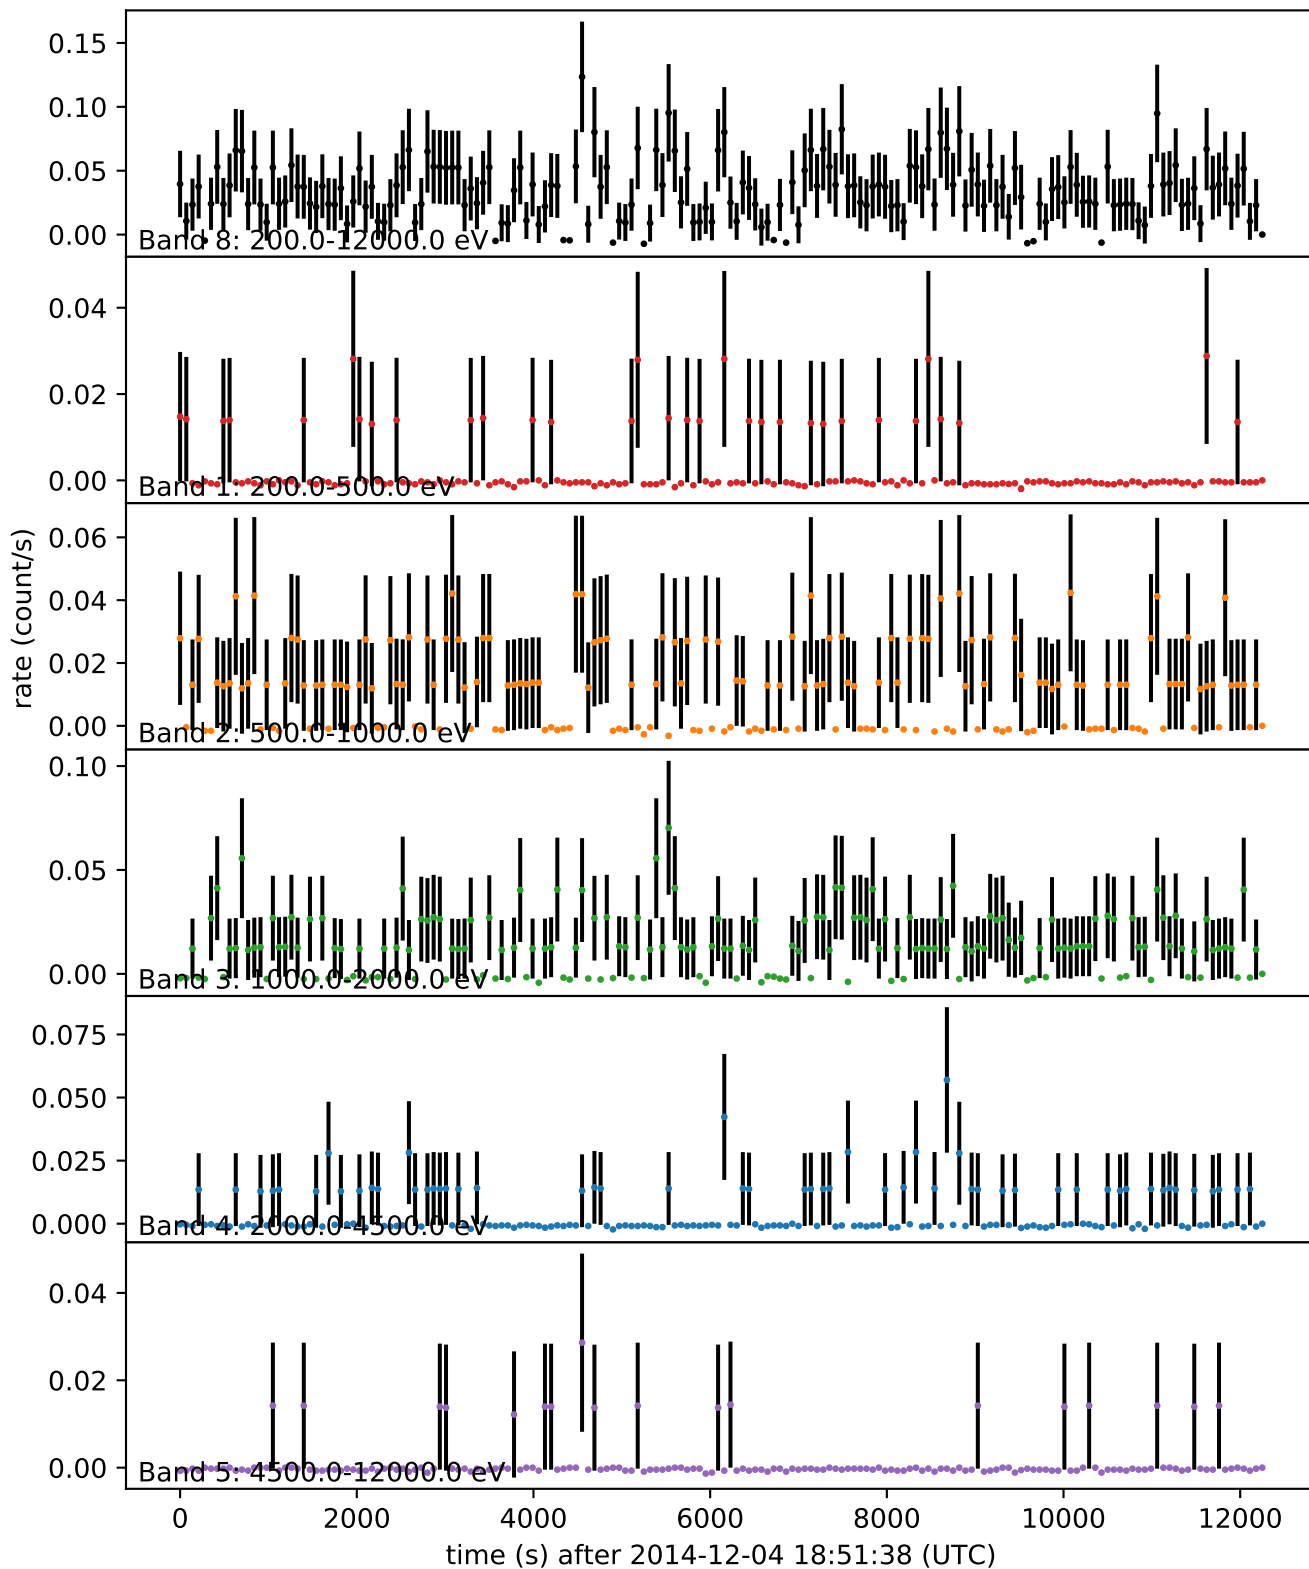 0.15
0.10
0.05
0.00
Band 8: 200.0-12000.0 eV
0.04
0.02
0.00
Band 1: 200.0-500.0 eV
0.06
0.04
0.02
0.00
Band 2: 500.0-1000.0 eV
rate (count/s)
0.10
0.05
0.00
Band 3: 1000.0-2000.0 eV
0.075
0.050
0.025
0.000
Band 4: 2000.0-4500.0 eV
0.04
0.02
0.00
Band 5: 4500.0-12000.0 eV
0 2000 4000 6000 8000 10000 12000
time (s) after 2014-12-04 18:51:38 (UTC)